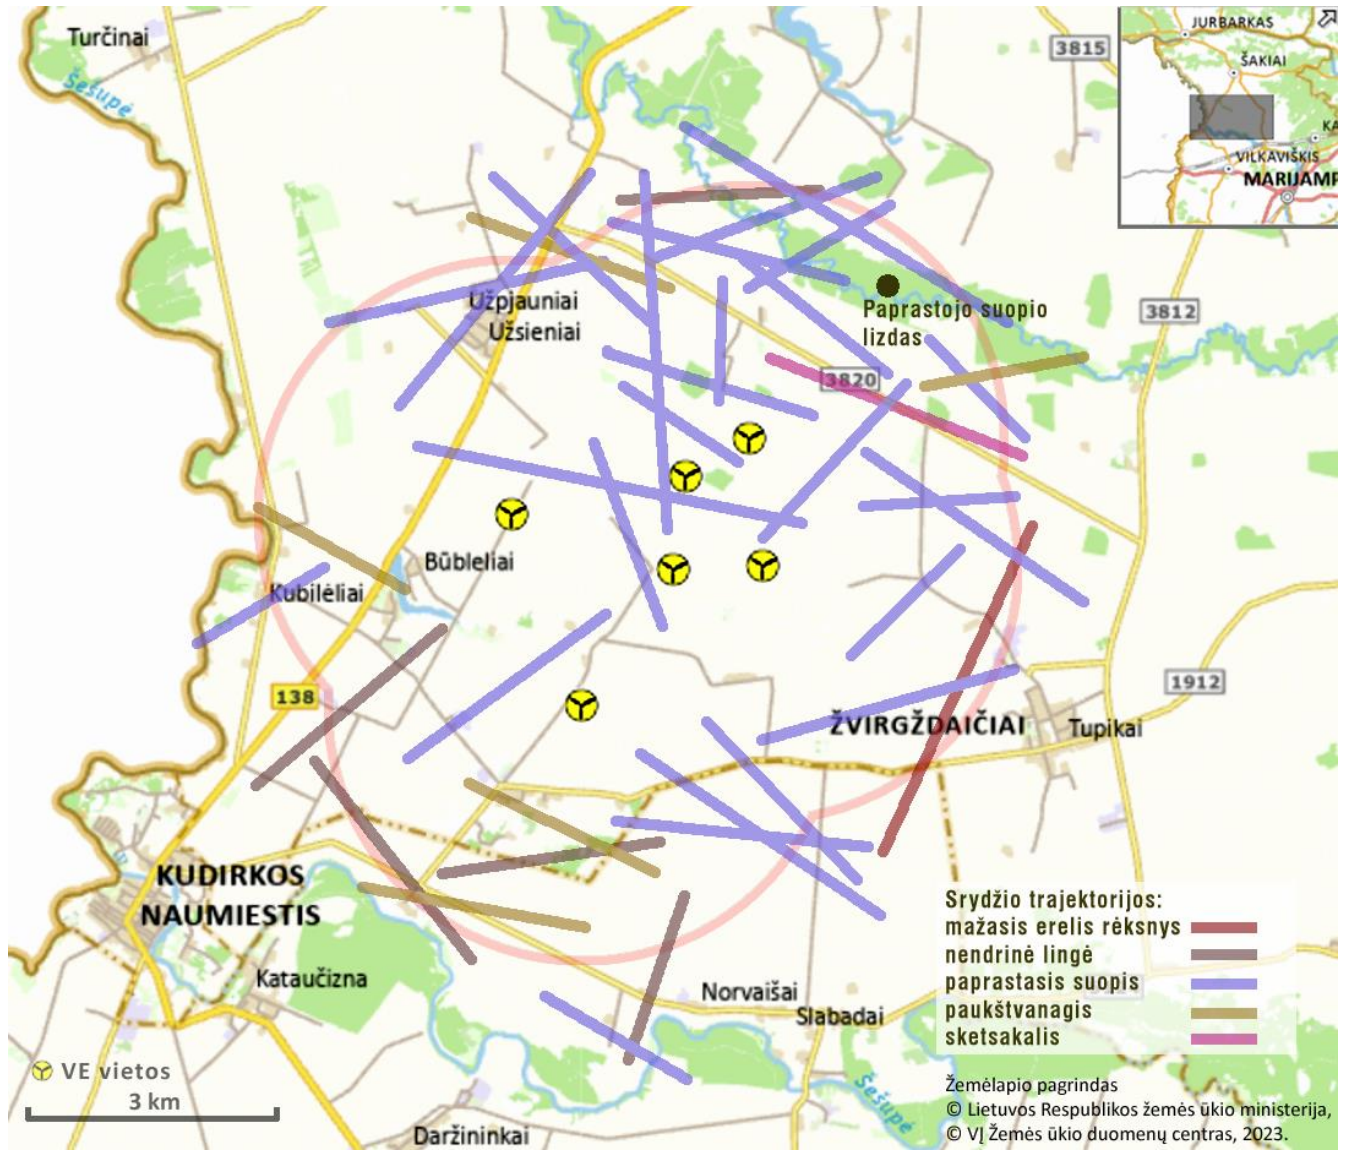 Turčinai
Šešupė
3815
JURBARKAS
ŠAKIAI
VILKAVIŠKIS
MARIJAMP
3812
Užpjauniai
Užsieniai
Paprastojo suopio
lizdas
3820
Būbleliai
Kubilėliai
138
1912
ŽVIRGŽDAIČIAI
Tupikai
KUDIRKOS
NAUMIESTIS
Kataučizna
Norvaišai
Slabadai
Šešupė
Daržininkai
VE vietos
3 km
Srydžio trajektorijos:
mažasis erelis rėksnys
nendrinė lingė
paprastasis suopis
paukštvanagis
sketsakalis
Žemėlapio pagrindas
© Lietuvos Respublikos žemės ūkio ministerija,
© VĮ Žemės ūkio duomenų centras, 2023.